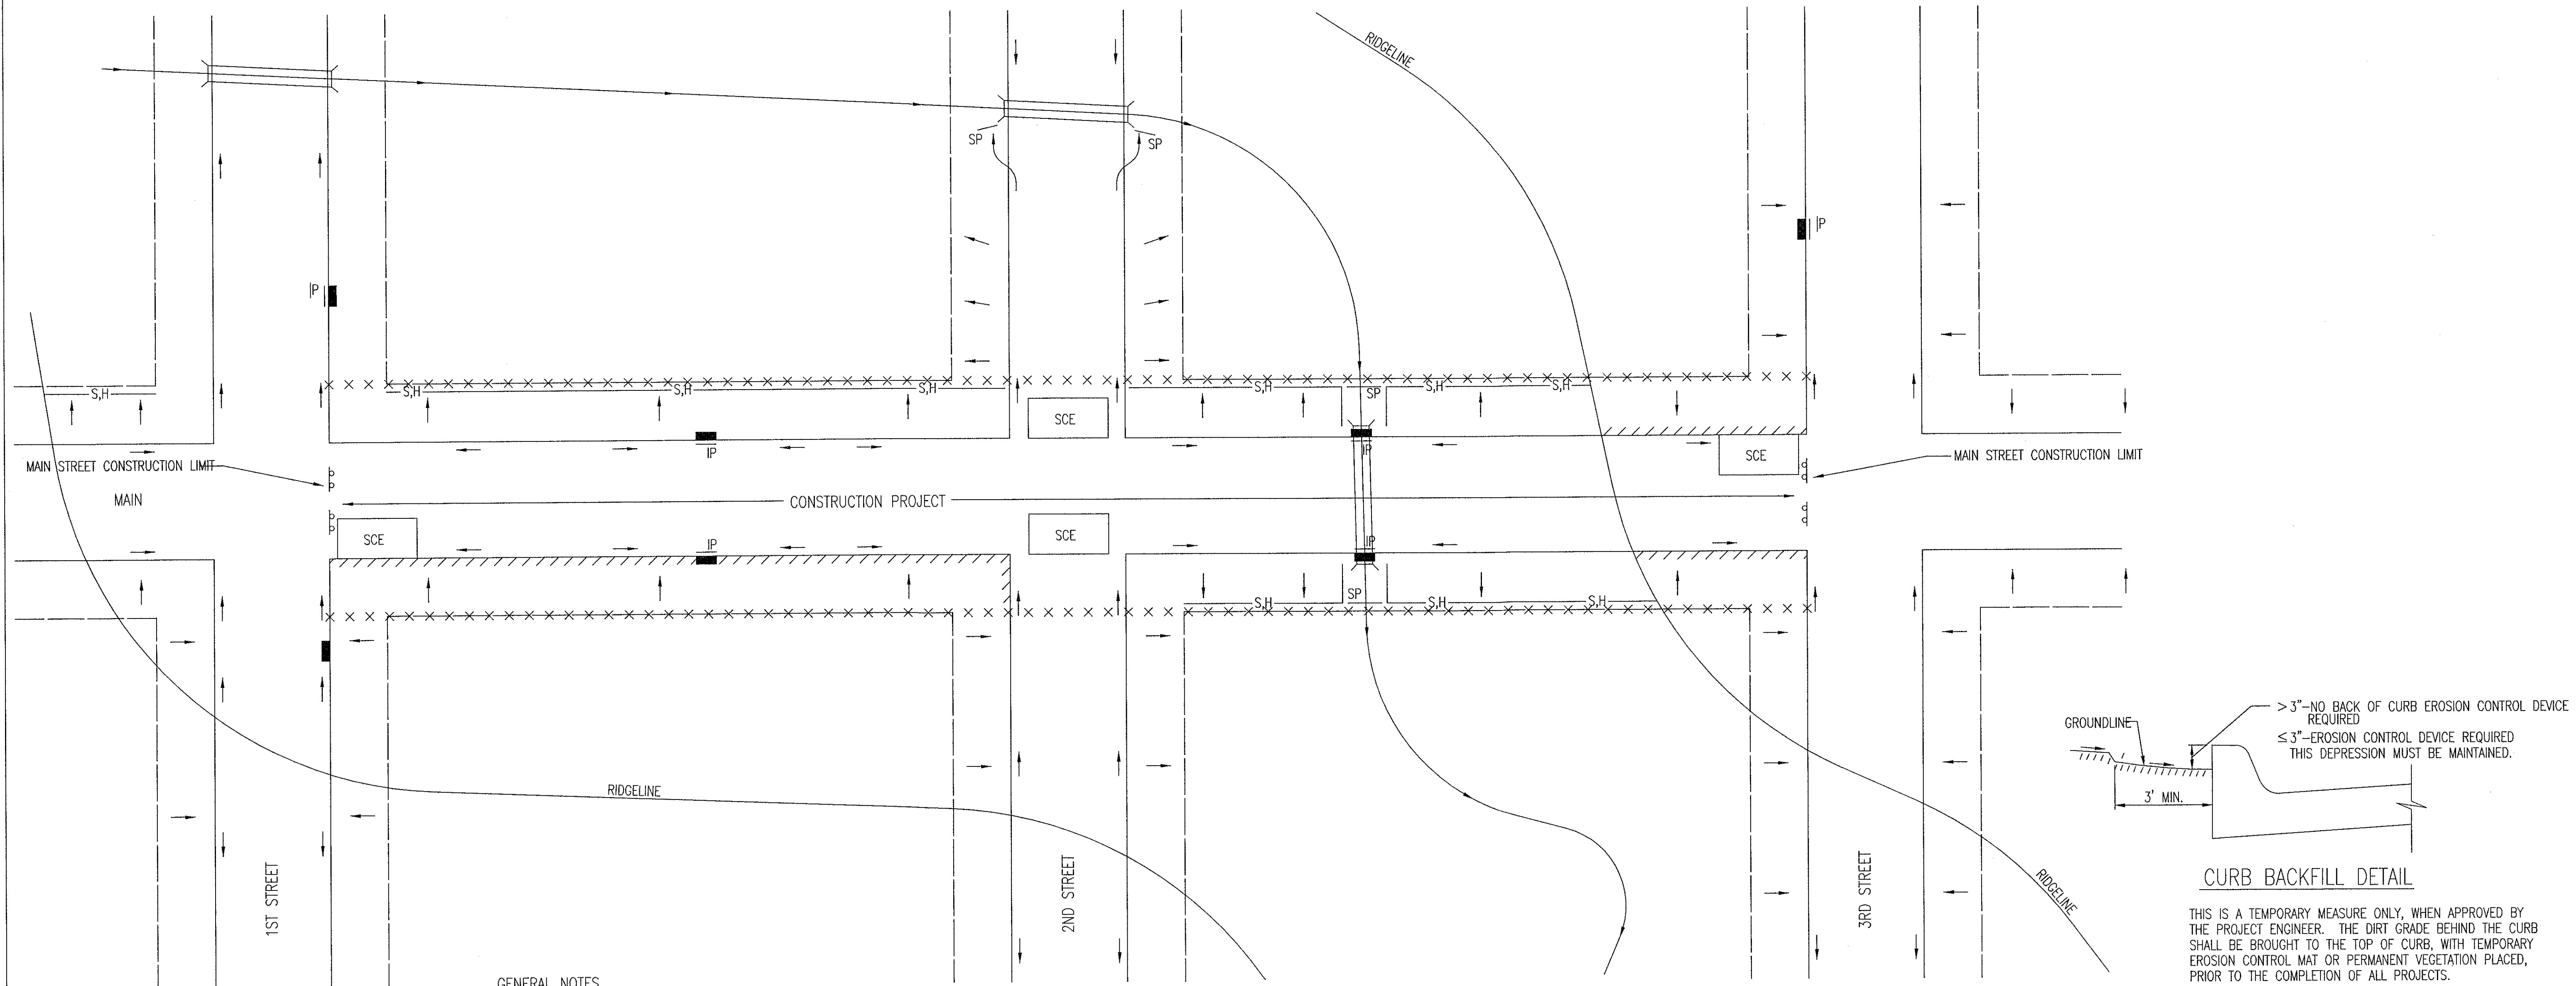 RIDGELINE
SP
SP
IP
IP
S,H
S,H
S,H
S,H
S,H
SP
S,H
S,H
SCE
IP
IP
SCE
MAIN STREET CONSTRUCTION LIMIT
MAIN STREET CONSTRUCTION LIMIT
MAIN
CONSTRUCTION PROJECT
SCE
SCE
IP
IP
S,H
SP
S,H
S,H
RIDGELINE
1ST STREET
2ND STREET
3RD STREET
RIDGELINE
GENERAL NOTES
GROUNDLINE
>3"-NO BACK OF CURB EROSION CONTROL DEVICE
REQUIRED
≤3"-EROSION CONTROL DEVICE REQUIRED
THIS DEPRESSION MUST BE MAINTAINED.
3' MIN.
CURB BACKFILL DETAIL
THIS IS A TEMPORARY MEASURE ONLY, WHEN APPROVED BY
THE PROJECT ENGINEER. THE DIRT GRADE BEHIND THE CURB
SHALL BE BROUGHT TO THE TOP OF CURB, WITH TEMPORARY
EROSION CONTROL MAT OR PERMANENT VEGETATION PLACED,
PRIOR TO THE COMPLETION OF ALL PROJECTS.